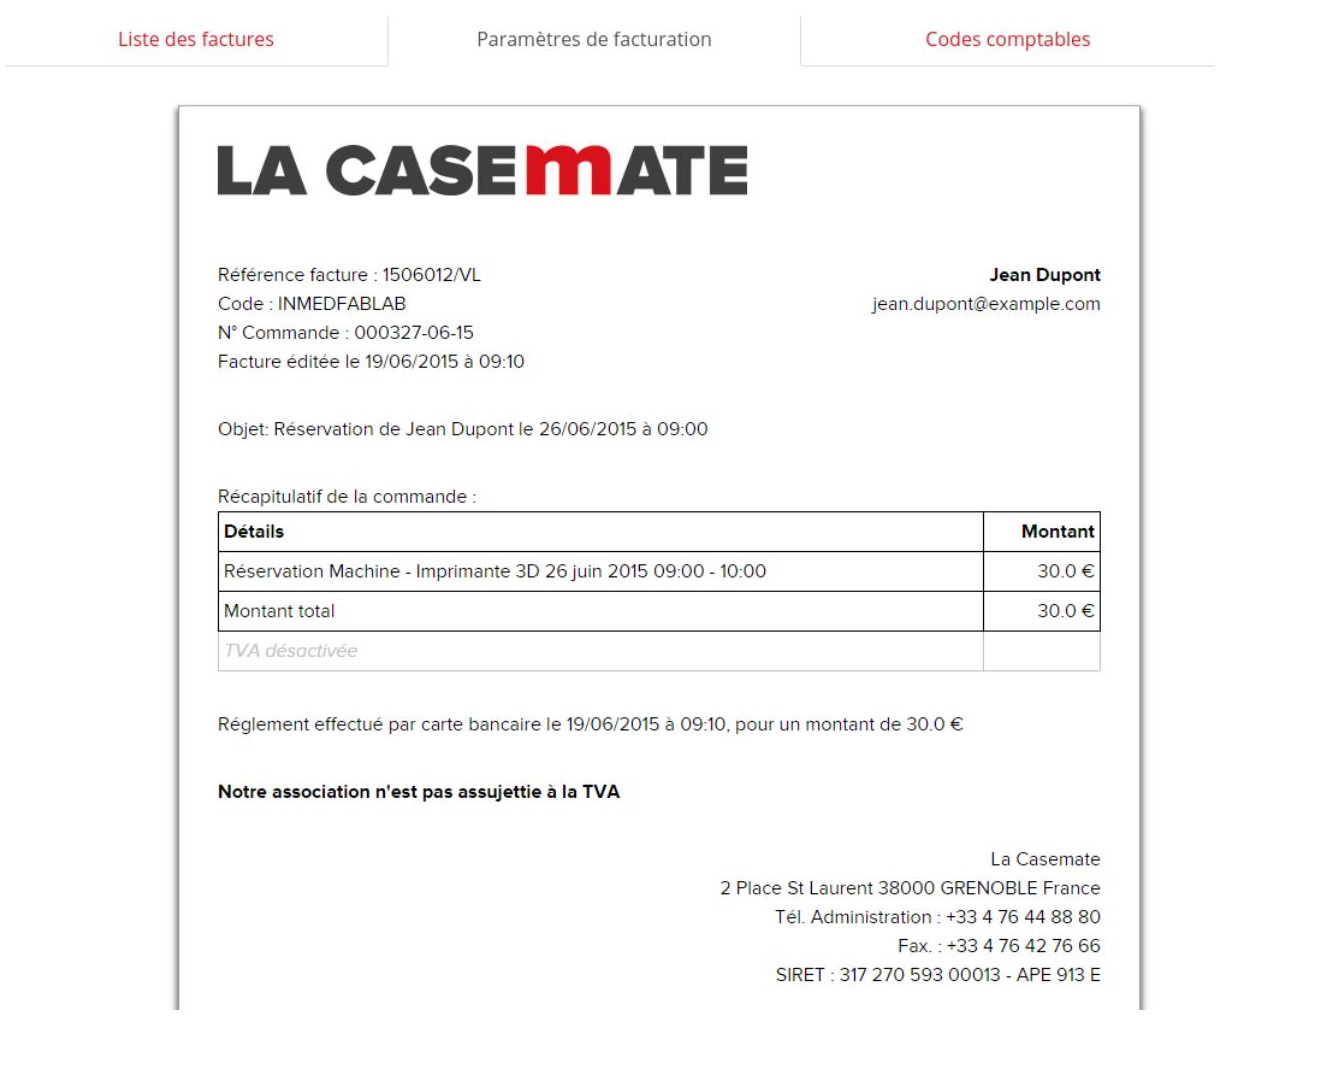 Liste des factures
Paramètres de facturation
Codes comptables
LA CASEmATE
Référence facture : 1506012/VL
Jean Dupont
Code : INMEDFABLAB
jean.dupont@example.com
N° Commande : 000327-06-15
Facture éditée le 19/06/2015 à 09:10
Objet: Réservation de Jean Dupont le 26/06/2015 à 09:00
Récapitulatif de la commande :
Détails Montant
Réservation Machine - Imprimante 3D 26 juin 2015 09:00 - 10:00 30.0 €
Montant total 30.0 €
TVA désactivée
Réglement effectué par carte bancaire le 19/06/2015 à 09:10, pour un montant de 30.0 €
Notre association n'est pas assujettie à la TVA
La Casemate
2 Place St Laurent 38000 GRENOBLE France
Tél. Administration : +33 4 76 44 88 80
Fax. : +33 4 76 42 76 66
SIRET : 317 270 593 00013 - APE 913 E